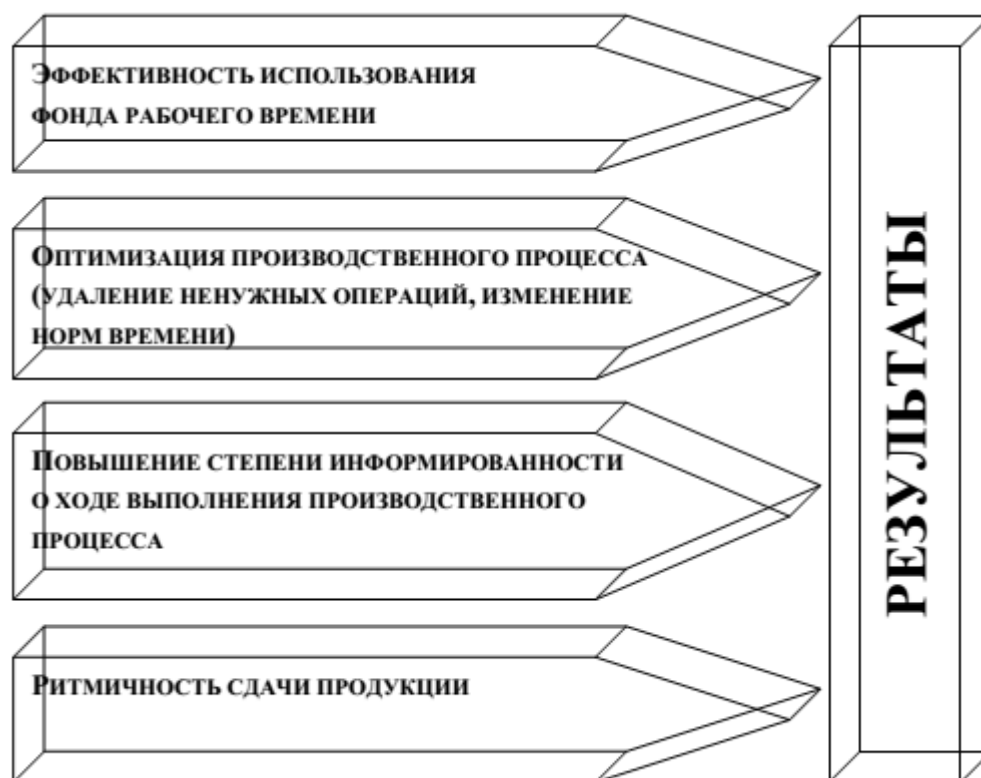 Эффективность использования
фонда рабочего времени
Оптимизация производственного процесса
(удаление ненужных операций, изменение
норм времени)
Повышение степени информированности
о ходе выполнения производственного
процесса
Ритмичность сдачи продукции
РЕЗУЛЬТАТЫ